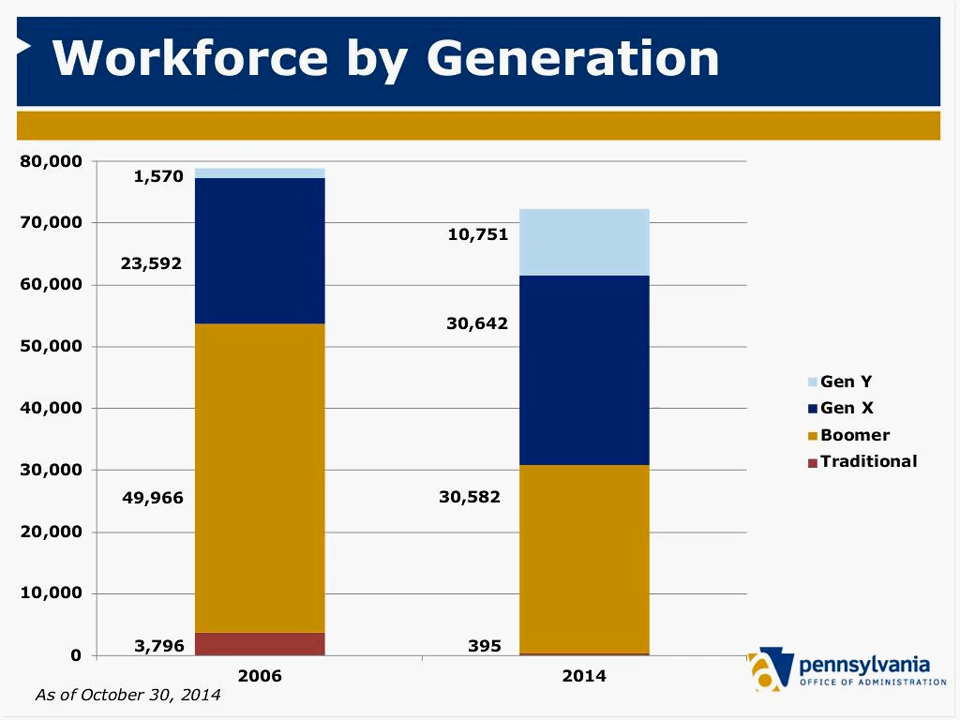 Workforce by Generation
80,000
70,000
60,000
50,000
40,000
30,000
20,000
10,000
0
1,570
23,592
49,966
3,796
10,751
30,642
30,582
395
2006
2014
Gen Y
Gen X
Boomer
Traditional
As of October 30, 2014
pennsylvania
OFFICE OF ADMINISTRATION